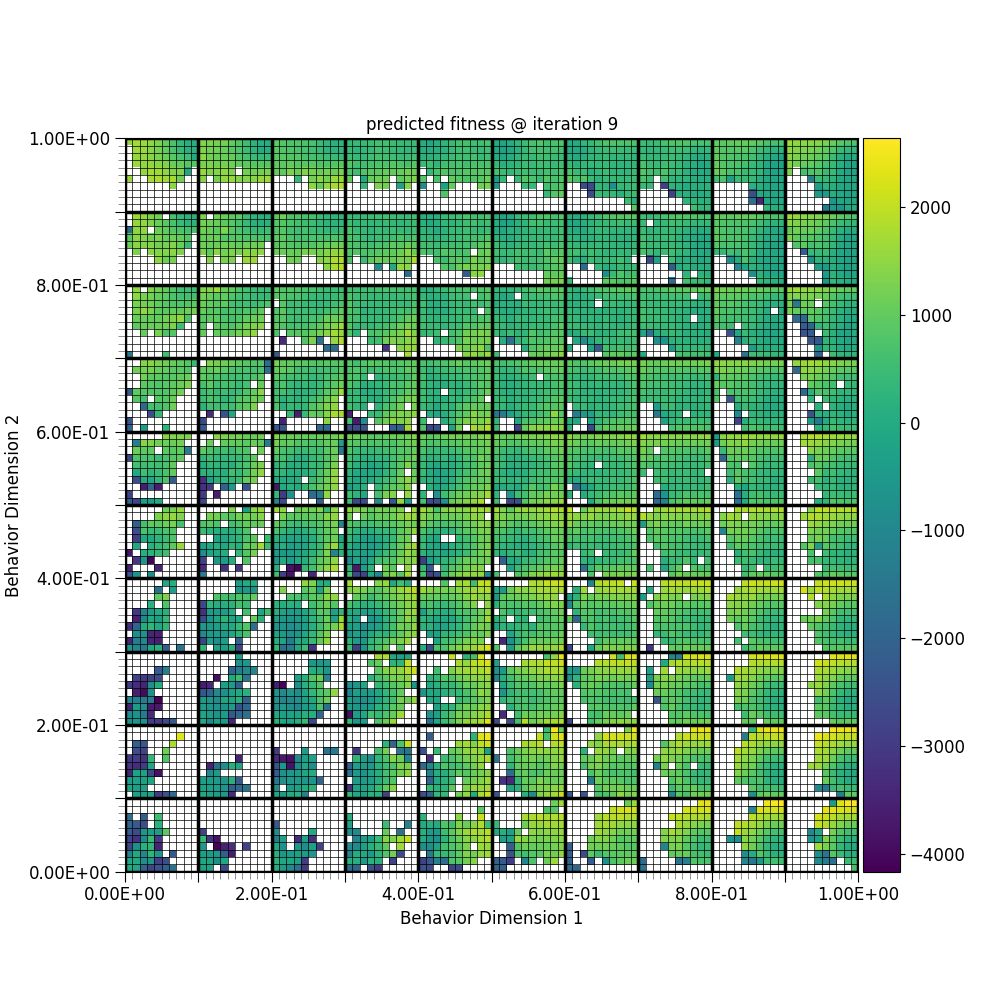 predicted fitness @ iteration 9
1.00E+00
8.00E-01
6.00E-01
4.00E-01
2.00E-01
0.00E+00
Behavior Dimension 2
0.00E+00 2.00E-01 4.00E-01 6.00E-01 8.00E-01 1.00E+00
Behavior Dimension 1
2000
1000
0
−1000
−2000
−3000
−4000